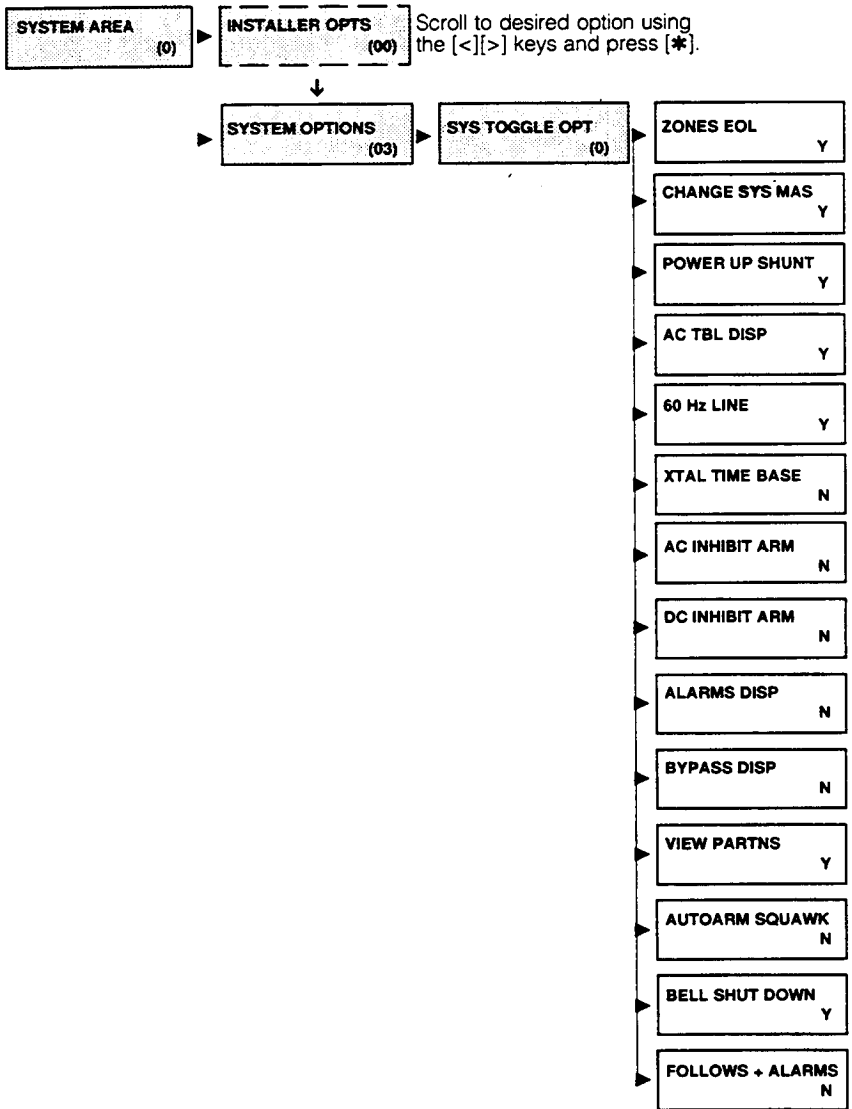 SYSTEM AREA
(0)
INSTALLER OPTS
(00)
Scroll to desired option using
the [<][>] keys and press [✱].
SYSTEM OPTIONS
(03)
SYS TOGGLE OPT
(0)
ZONES EOL
Y
CHANGE SYS MAS
Y
POWER UP SHUNT
Y
AC TBL DISP
Y
60 Hz LINE
Y
XTAL TIME BASE
N
AC INHIBIT ARM
N
DC INHIBIT ARM
N
ALARMS DISP
N
BYPASS DISP
N
VIEW PARTNS
Y
AUTOARM SQUAWK
N
BELL SHUT DOWN
Y
FOLLOWS + ALARMS
N